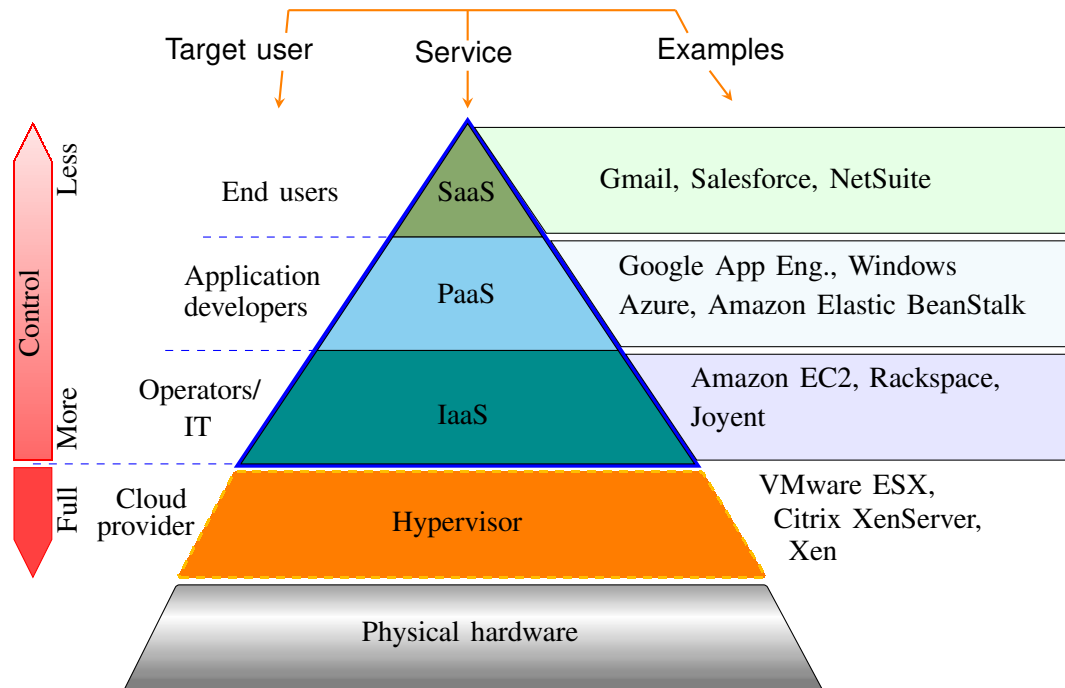 Target user
Service
Examples
Less
End users
SaaS
Gmail, Salesforce, NetSuite
Control
Application
developers
PaaS
Google App Eng., Windows
Azure, Amazon Elastic BeanStalk
More
Operators/
IT
IaaS
Amazon EC2, Rackspace,
Joyent
Full
Cloud
provider
Hypervisor
VMware ESX,
Citrix XenServer,
Xen
Physical hardware